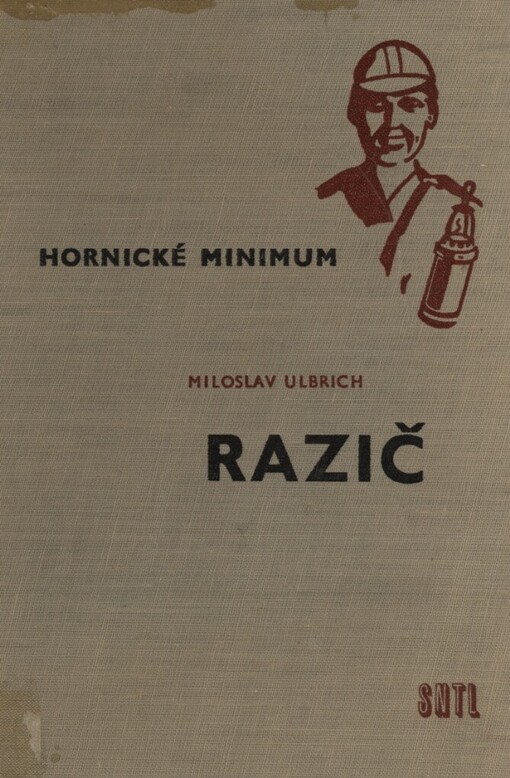 HORNICKÉ MINIMUM
MILOSLAV ULBRICH
RAZIČ
SNTL